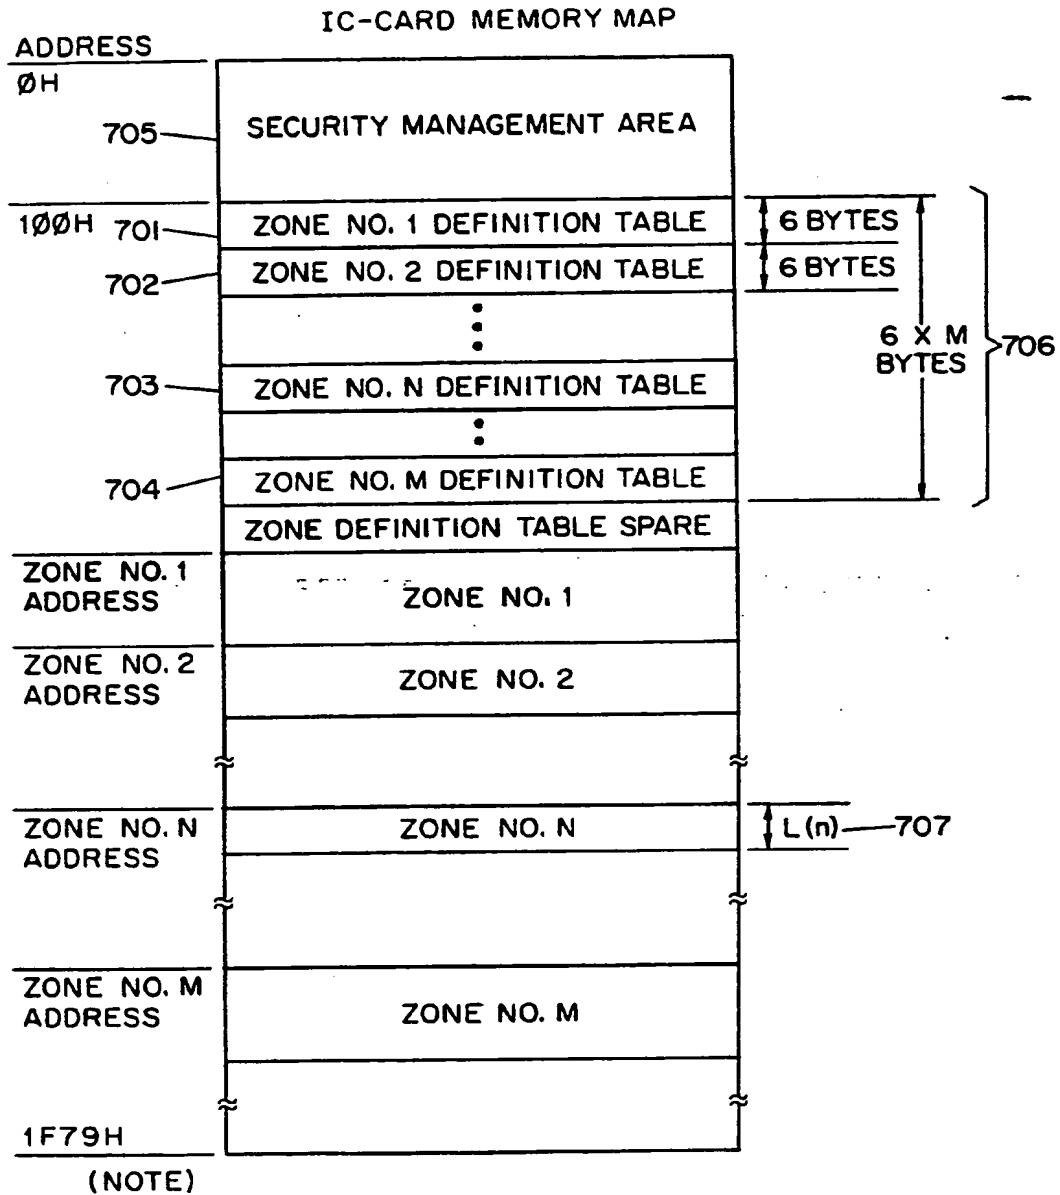 IC-CARD MEMORY MAP
ADDRESS
ØH
705
SECURITY MANAGEMENT AREA
1ØØH
701
ZONE NO. 1 DEFINITION TABLE
6 BYTES
702
ZONE NO. 2 DEFINITION TABLE
6 BYTES
6 X M
BYTES
706
703
ZONE NO. N DEFINITION TABLE
704
ZONE NO. M DEFINITION TABLE
ZONE DEFINITION TABLE SPARE
ZONE NO. 1
ADDRESS
ZONE NO. 1
ZONE NO. 2
ADDRESS
ZONE NO. 2
ZONE NO. N
ADDRESS
ZONE NO. N
L(n)
707
ZONE NO. M
ADDRESS
ZONE NO. M
1F79H
(NOTE)